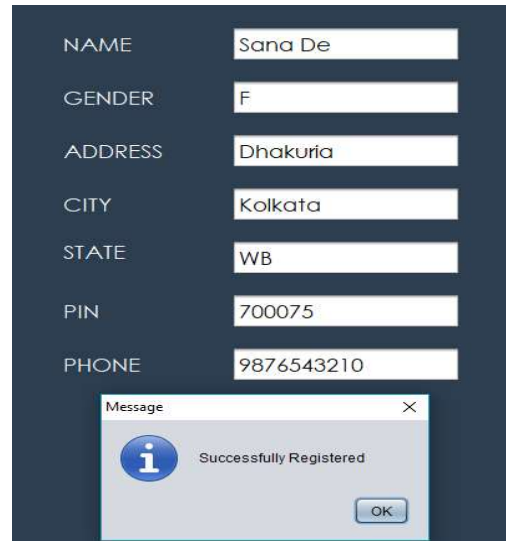 NAME Sana De
GENDER F
ADDRESS Dhakuria
CITY Kolkata
STATE WB
PIN 700075
PHONE 9876543210
Message
Successfully Registered
OK